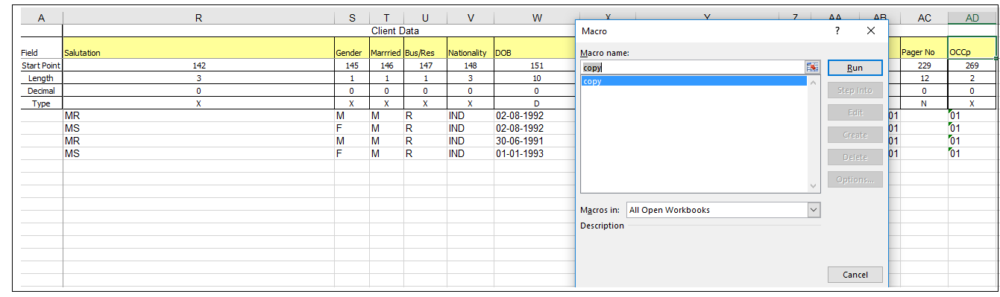 A R S T U V W X Y Z AA AB AC AD
Client Data
Field Salutation Gender Marrried Bus/Res Nationality DOB Pager No OCCp
Start Point 142 145 146 147 148 151 229 269
Length 3 1 1 1 3 10 12 2
Decimal 0 0 0 0 0 0 0 0
Type X X X X X D N X
MR M M R IND 02-08-1992 01 01
MS F M R IND 02-08-1992 01 01
MR M M R IND 30-06-1991 01 01
MS F M R IND 01-01-1993 01 01
Macro ?
Macro name:
copy
copy
Run
Step Into
Edit
Create
Delete
Options...
Macros in: All Open Workbooks
Description
Cancel